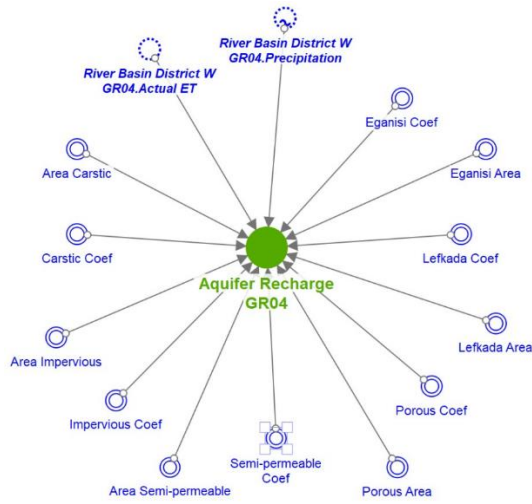 River Basin District W
GR04.Precipitation
River Basin District W
GR04.Actual ET
Eganisi Coef
Area Carstic
Eganisi Area
Carstic Coef
Lefkada Coef
Aquifer Recharge
GR04
Area Impervious
Lefkada Area
Impervious Coef
Porous Coef
Semi-permeable
Coef
Area Semi-permeable
Porous Area